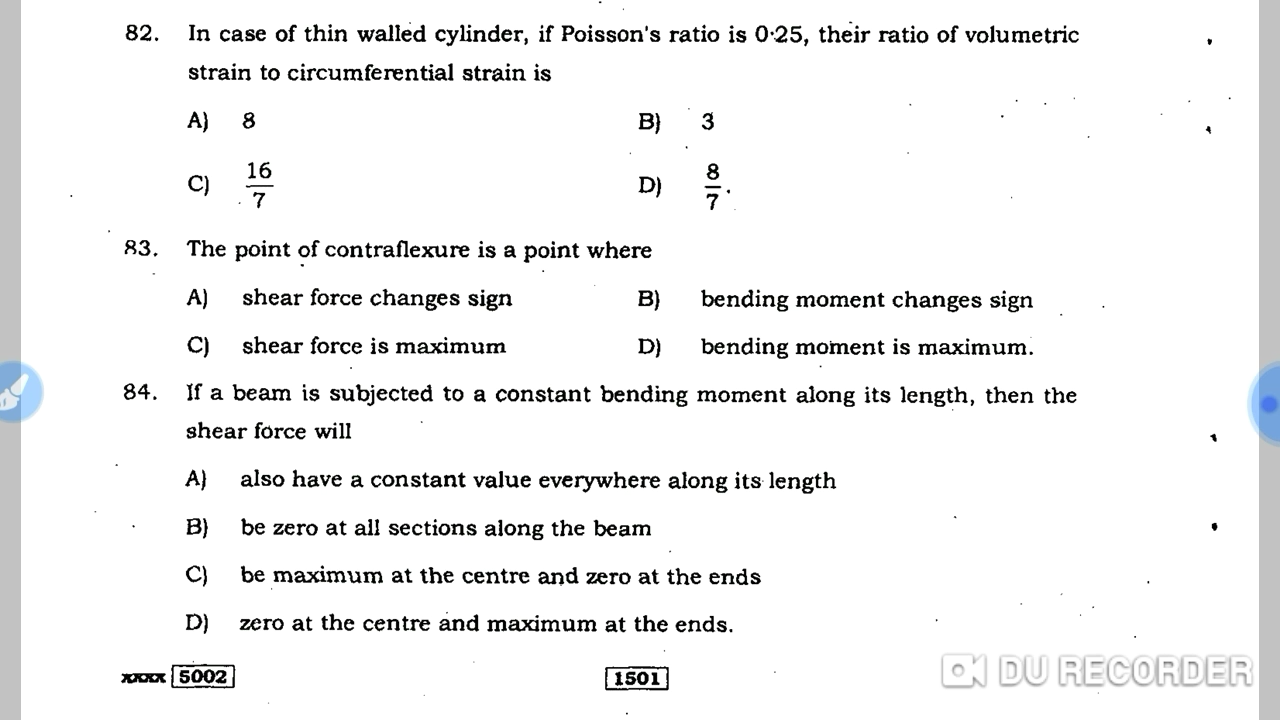 82. In case of thin walled cylinder, if Poisson's ratio is 0·25, their ratio of volumetric
strain to circumferential strain is
A) 8 B) 3
C) 16/7 D) 8/7.
83. The point of contraflexure is a point where
A) shear force changes sign B) bending moment changes sign
C) shear force is maximum D) bending moment is maximum.
84. If a beam is subjected to a constant bending moment along its length, then the
shear force will
A) also have a constant value everywhere along its length
B) be zero at all sections along the beam
C) be maximum at the centre and zero at the ends
D) zero at the centre and maximum at the ends.
xxxx 5002 1501
DU RECORDER